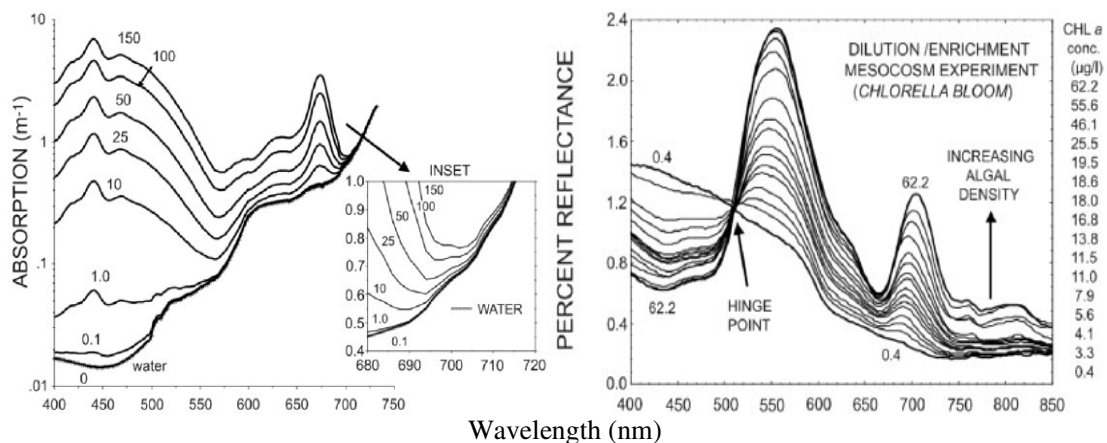 ABSORPTION (m⁻¹)
10
1
.1
.01
150
100
50
25
10
1.0
0.1
water
0
400 450 500 550 600 650 700 750
INSET
1.0
0.9
0.8
0.7
0.6
0.5
0.4
150
100
50
25
10
1.0
0.1
WATER
680 690 700 710 720
PERCENT REFLECTANCE
2.4
2.0
1.6
1.2
0.8
0.4
0.0
DILUTION /ENRICHMENT
MESOCOSM EXPERIMENT
(CHLORELLA BLOOM)
0.4
INCREASING
ALGAL
DENSITY
62.2
HINGE
POINT
62.2
0.4
400 450 500 550 600 650 700 750 800 850
CHL a
conc.
(µg/l)
62.2
55.6
46.1
25.5
19.5
18.6
18.0
16.8
13.8
11.5
11.0
7.9
5.6
4.1
3.3
0.4
Wavelength (nm)